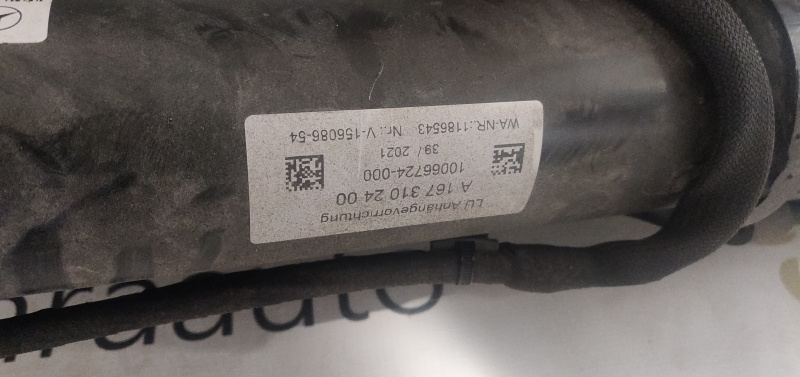 LU Anhängevorrichtung
A 167 310 24 00
10066724-000
39 / 2021
WA-NR.:1186543 Nr.: V-156086-54